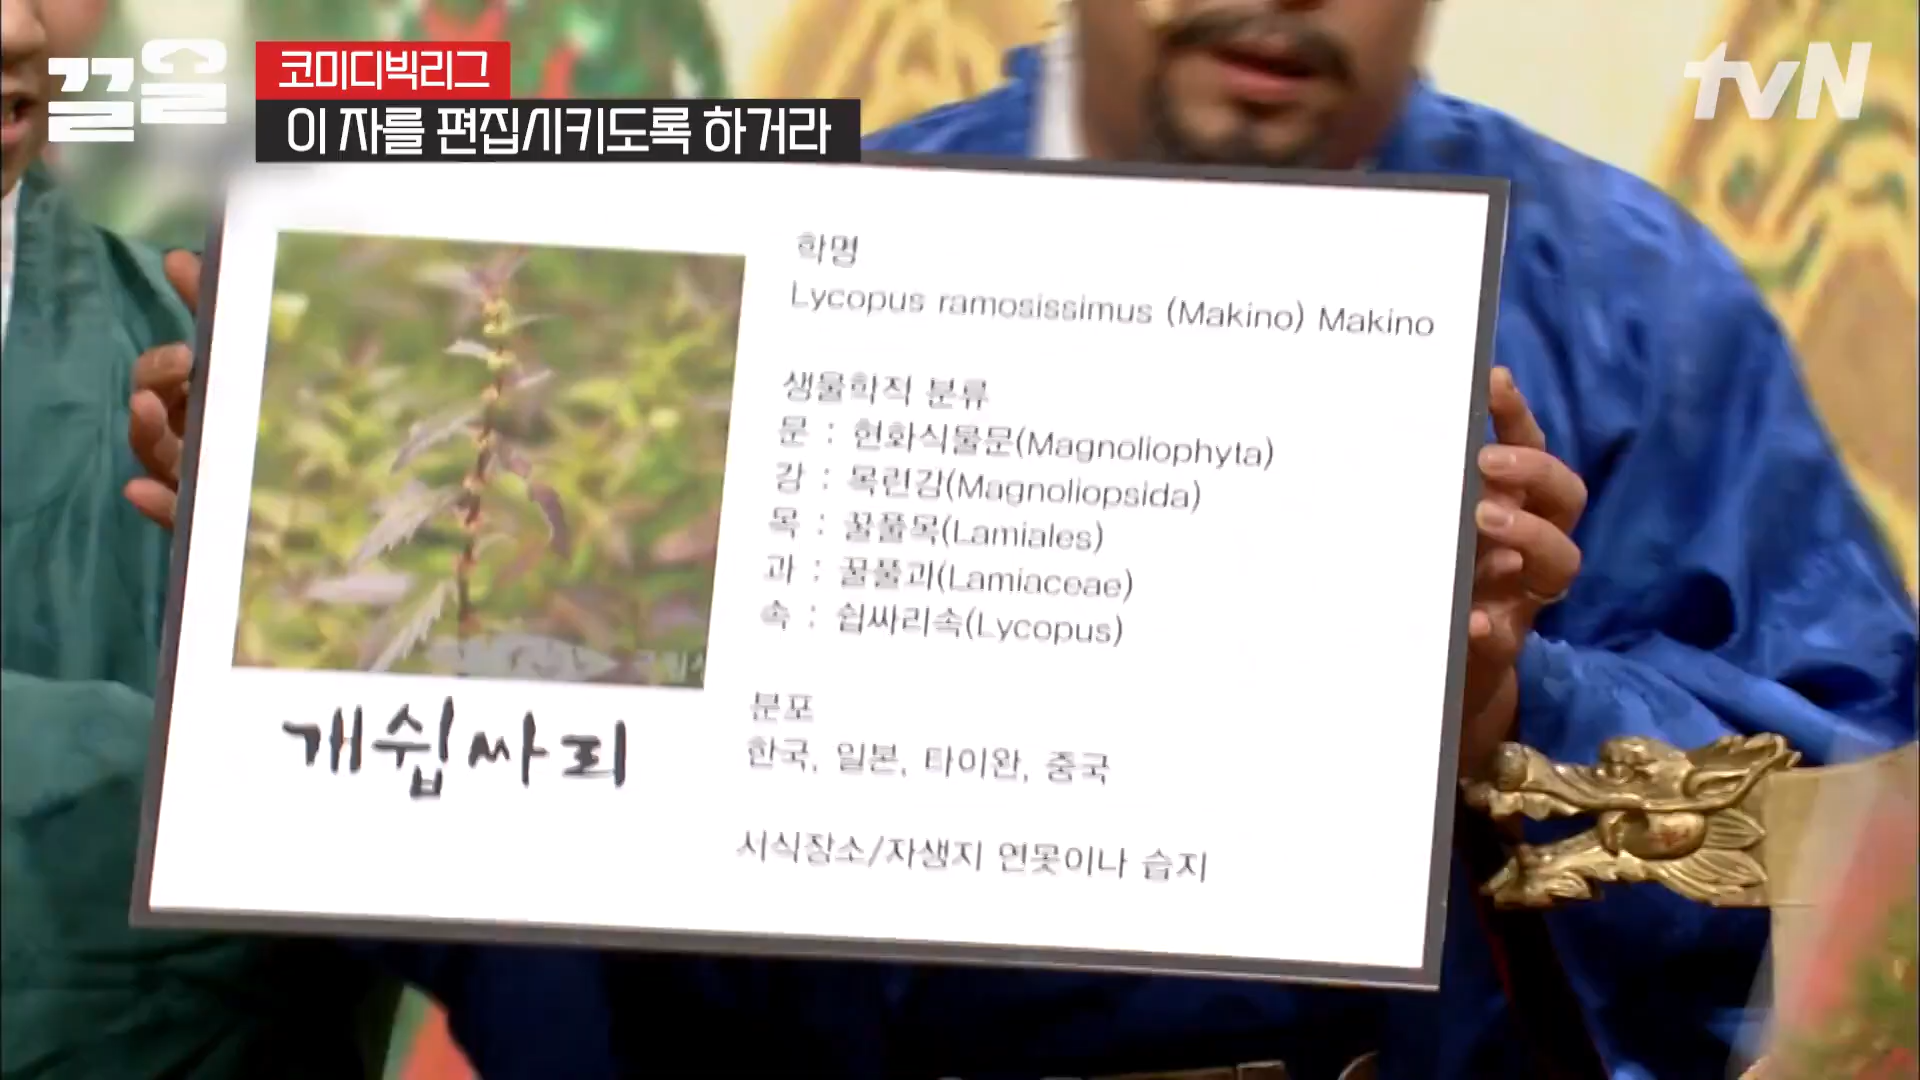 끌올
코미디빅리그
이 자를 편집시키도록 하거라
tvN
학명
Lycopus ramosissimus (Makino) Makino
생물학적 분류
문 : 현화식물문(Magnoliophyta)
강 : 목련강(Magnoliopsida)
목 : 꿀풀목(Lamiales)
과 : 꿀풀과(Lamiaceae)
속 : 쉽싸리속(Lycopus)
개쉽싸리
분포
한국, 일본, 타이완, 중국
서식장소/자생지 연못이나 습지